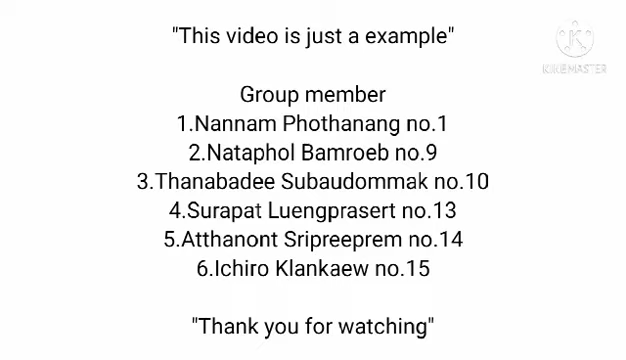 "This video is just a example"
KINEMASTER
Group member
1.Nannam Phothanang no.1
2.Nataphol Bamroeb no.9
3.Thanabadee Subaudommak no.10
4.Surapat Luengprasert no.13
5.Atthanont Sripreeprem no.14
6.Ichiro Klankaew no.15
"Thank you for watching"